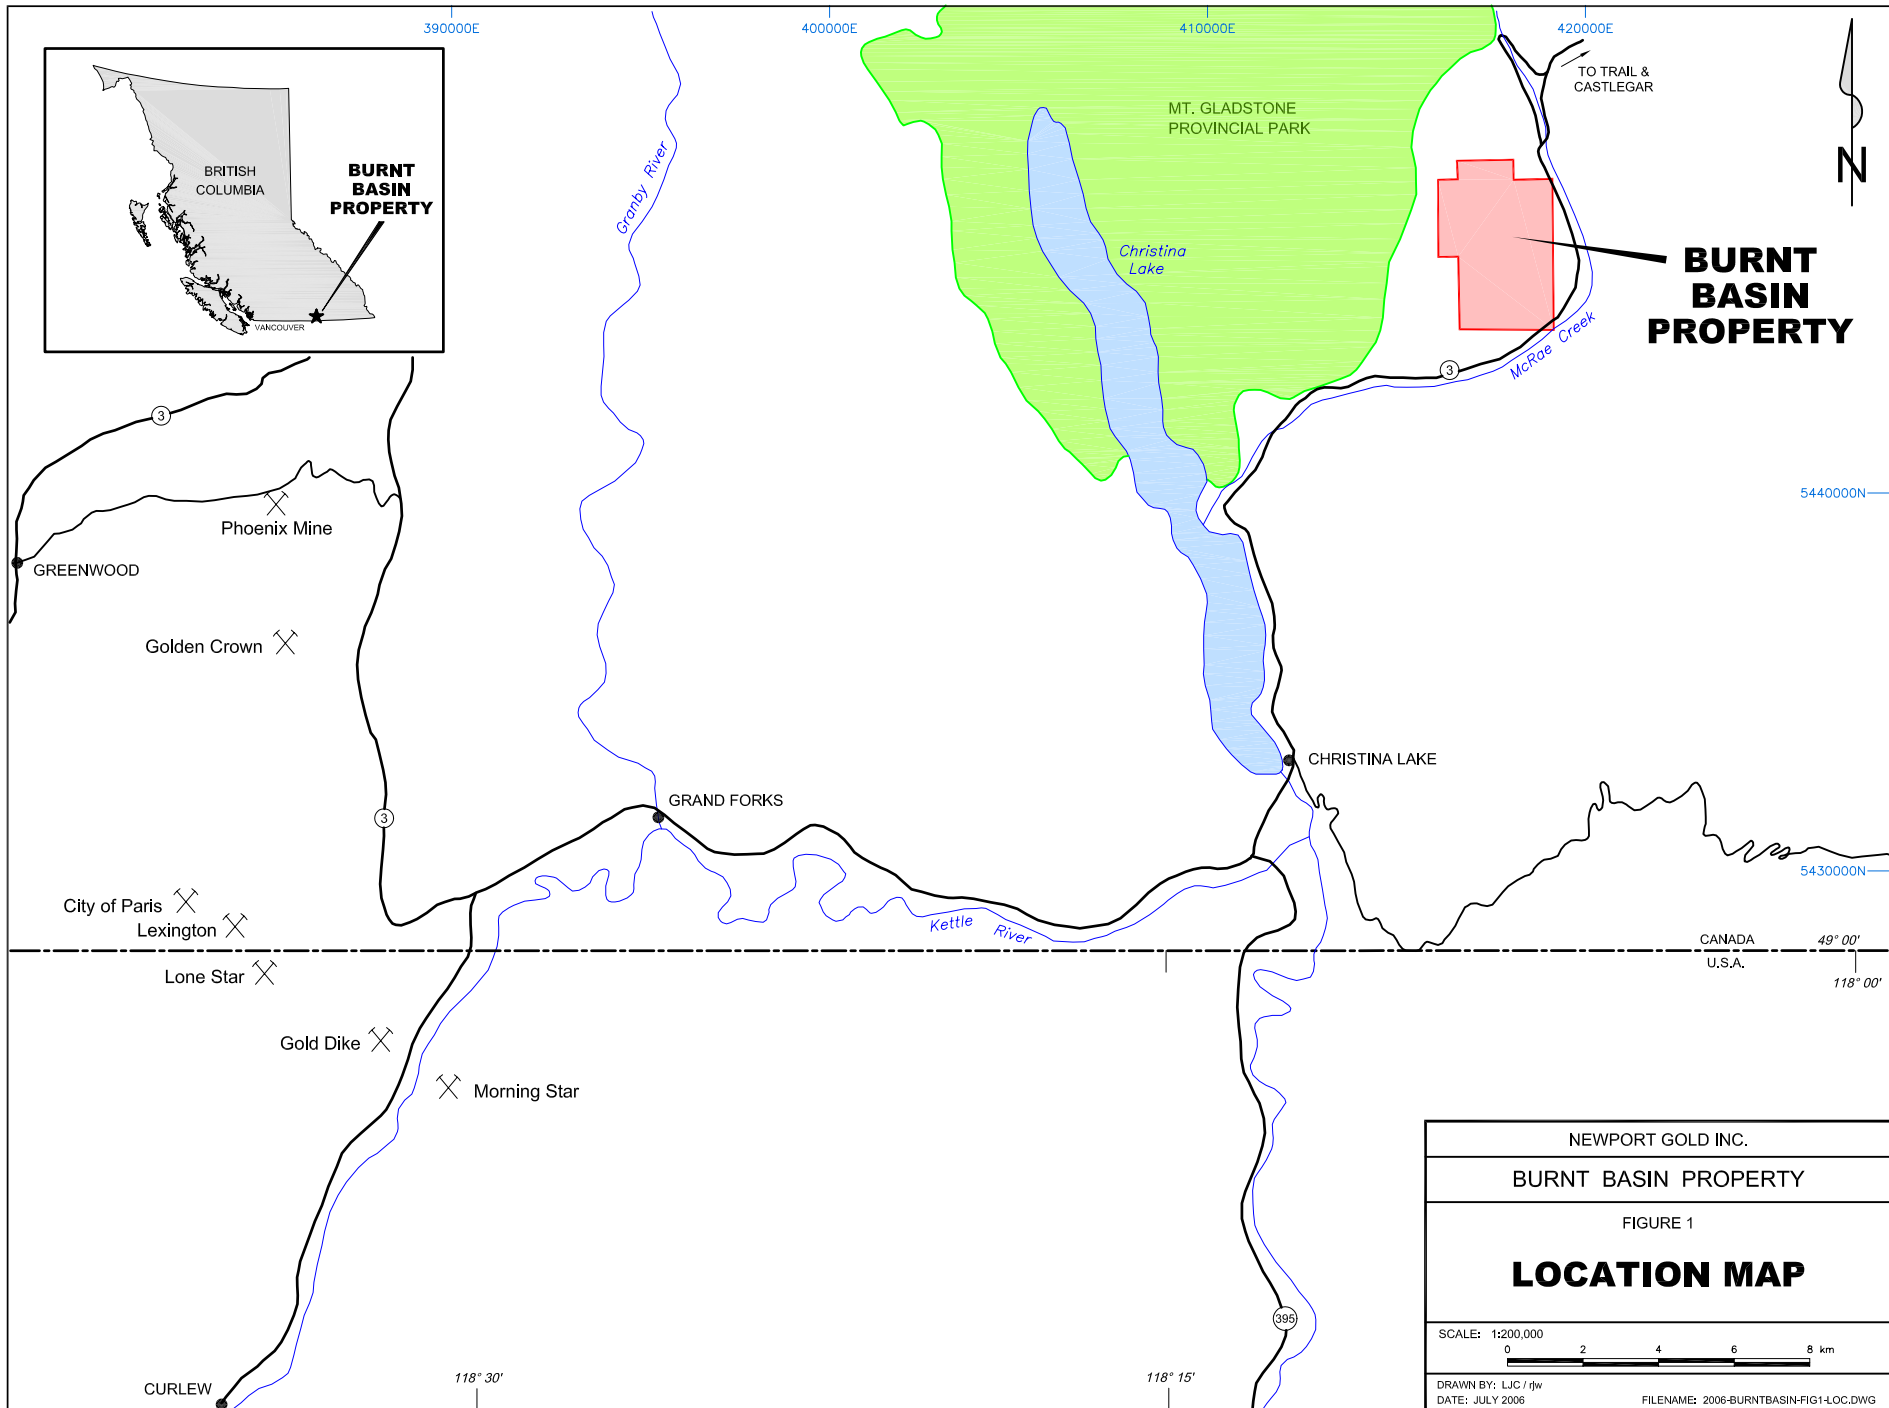 390000E
400000E
410000E
420000E
TO TRAIL &
CASTLEGAR
MT. GLADSTONE
PROVINCIAL PARK
BRITISH
COLUMBIA
BURNT
BASIN
PROPERTY
VANCOUVER
Granby River
Christina
Lake
N
BURNT
BASIN
PROPERTY
McRae Creek
3
3
5440000N
Phoenix Mine
GREENWOOD
Golden Crown
CHRISTINA LAKE
GRAND FORKS
3
5430000N
City of Paris
Lexington
Kettle River
CANADA
49° 00'
U.S.A.
118° 00'
Lone Star
Gold Dike
Morning Star
395
CURLEW
118° 30'
118° 15'
NEWPORT GOLD INC.
BURNT BASIN PROPERTY
FIGURE 1
LOCATION MAP
SCALE: 1:200,000
0 2 4 6 8 km
DRAWN BY: LJC / rjw
DATE: JULY 2006
FILENAME: 2006-BURNTBASIN-FIG1-LOC.DWG